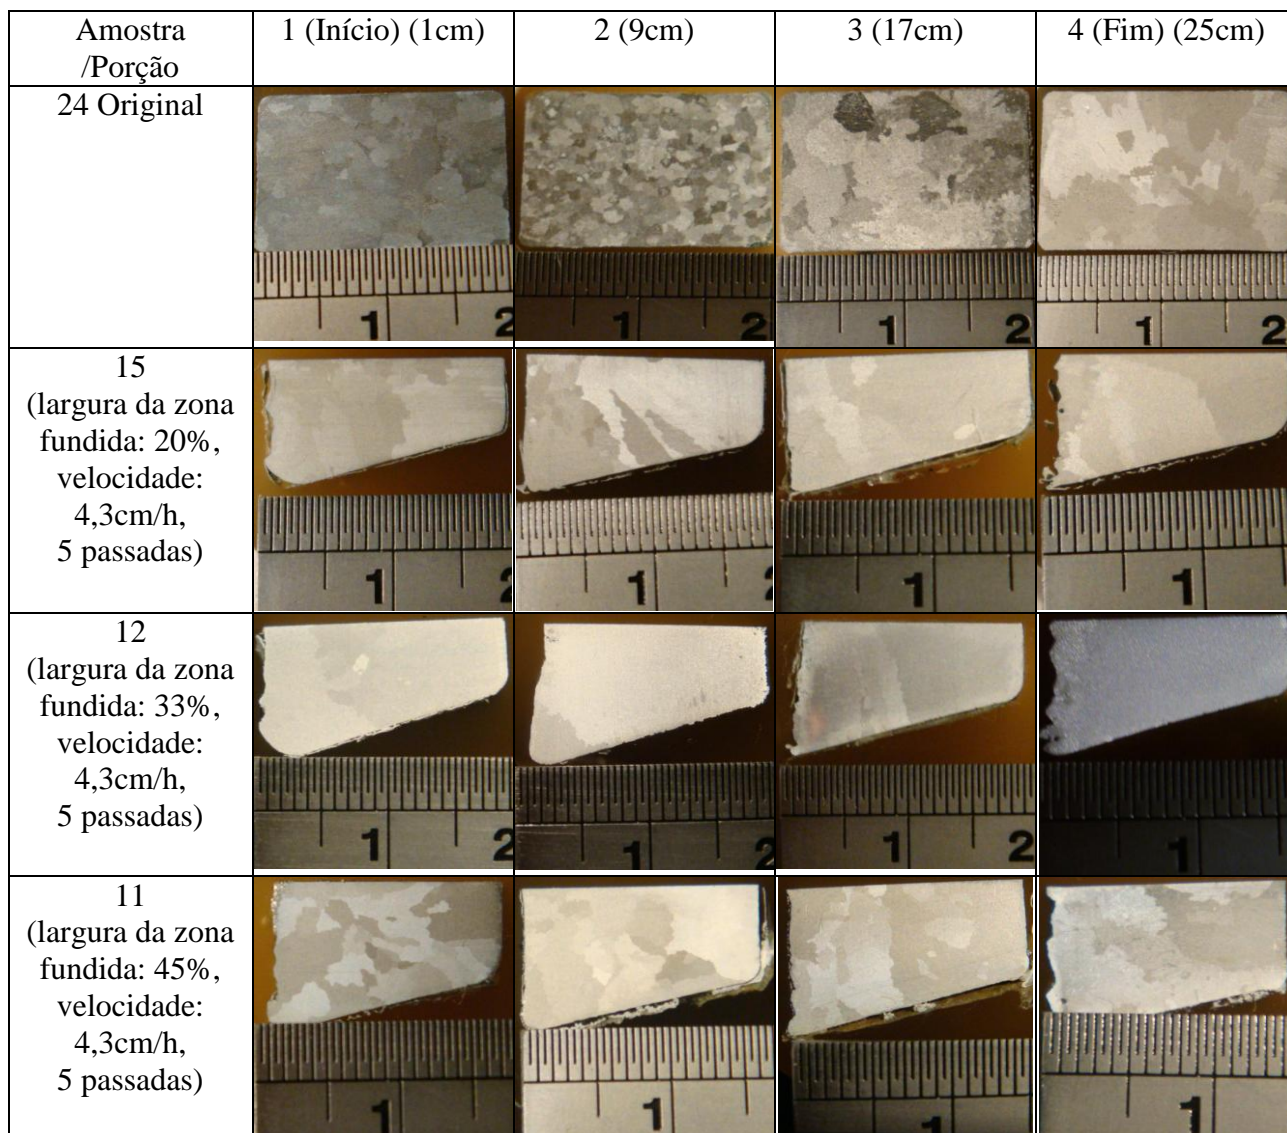 Amostra
/Porção
1 (Início) (1cm)
2 (9cm)
3 (17cm)
4 (Fim) (25cm)
24 Original
1
2
1
2
1
2
1
2
15
(largura da zona
fundida: 20%,
velocidade:
4,3cm/h,
5 passadas)
1
2
1
2
1
1
12
(largura da zona
fundida: 33%,
velocidade:
4,3cm/h,
5 passadas)
1
2
1
2
1
2
1
11
(largura da zona
fundida: 45%,
velocidade:
4,3cm/h,
5 passadas)
1
1
1
1